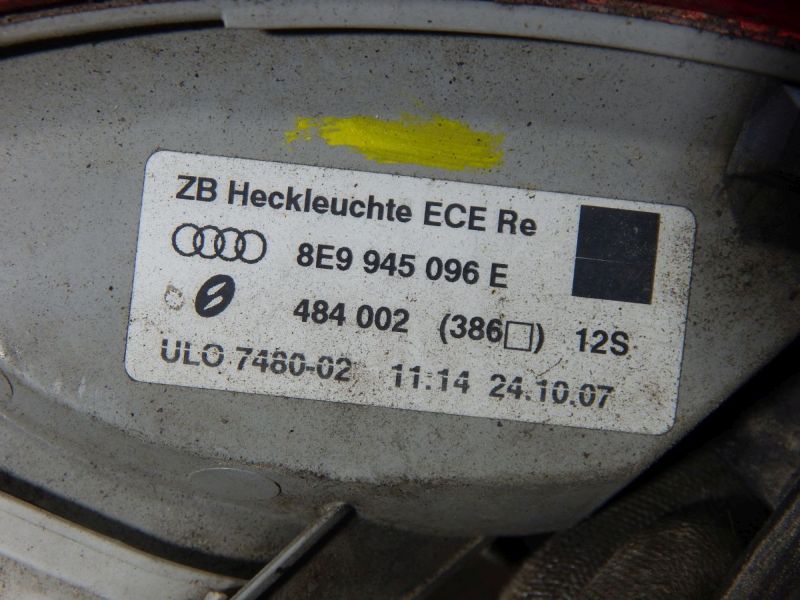 ZB Heckleuchte ECE Re
8E9 945 096 E
484 002 (386□) 12S
ULO 7480-02 11:14 24.10.07